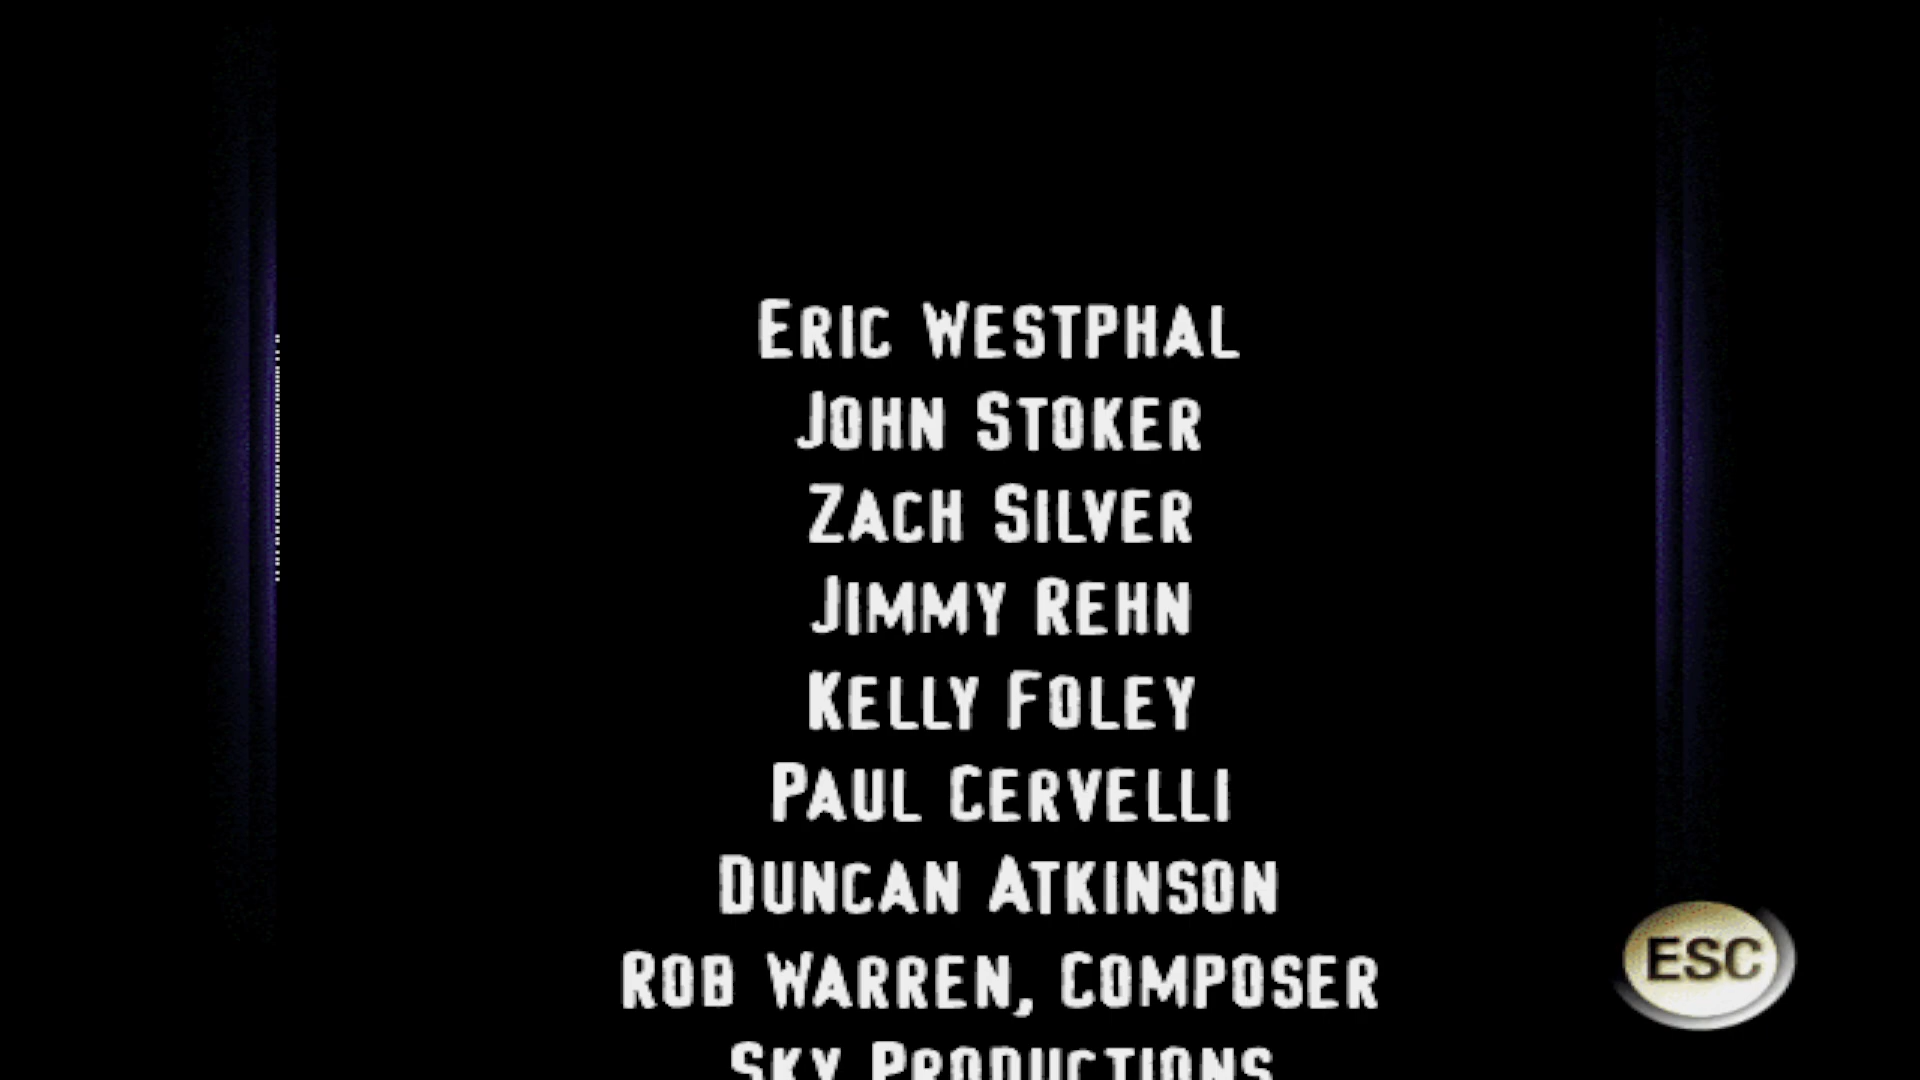 Eric Westphal
John Stoker
Zach Silver
Jimmy Rehn
Kelly Foley
Paul Cervelli
Duncan Atkinson
Rob Warren, Composer
Sky Productions
ESC